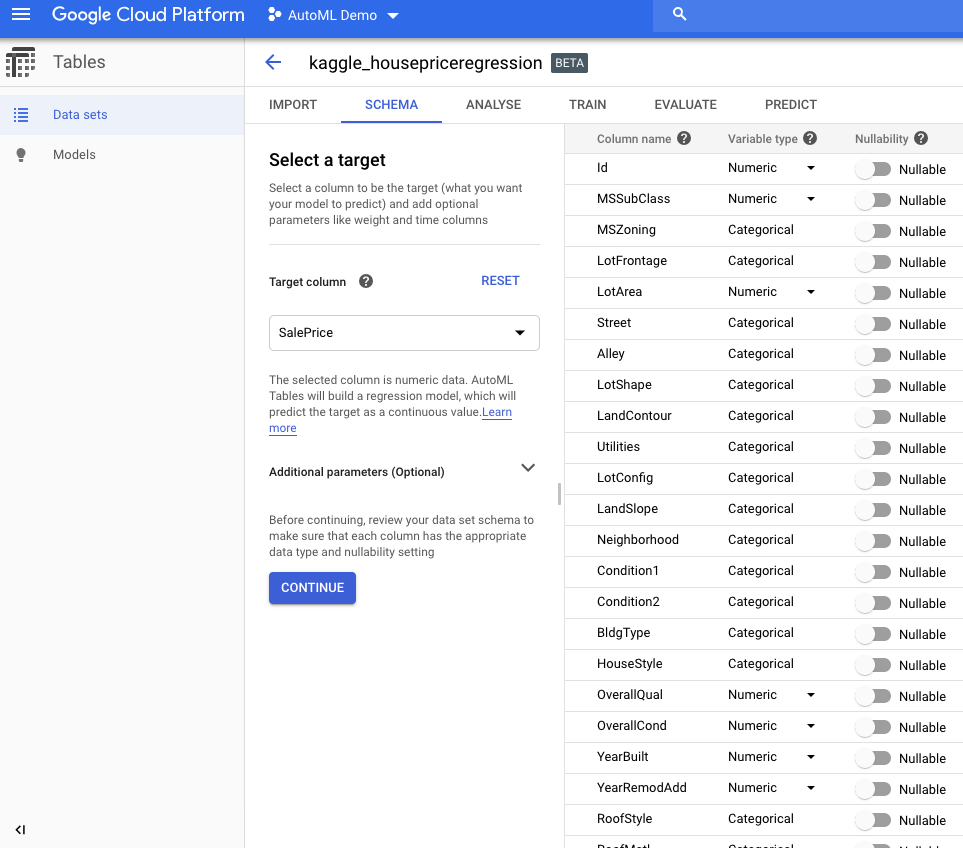 Google Cloud Platform
AutoML Demo
Tables
Data sets
Models
kaggle_housepriceregression BETA
IMPORT SCHEMA ANALYSE TRAIN EVALUATE PREDICT
Select a target
Select a column to be the target (what you want
your model to predict) and add optional
parameters like weight and time columns
Target column ? RESET
SalePrice
The selected column is numeric data. AutoML
Tables will build a regression model, which will
predict the target as a continuous value.Learn
more
Additional parameters (Optional)
Before continuing, review your data set schema to
make sure that each column has the appropriate
data type and nullability setting
CONTINUE
Column name ? Variable type ? Nullability ?
Id Numeric Nullable
MSSubClass Numeric Nullable
MSZoning Categorical Nullable
LotFrontage Categorical Nullable
LotArea Numeric Nullable
Street Categorical Nullable
Alley Categorical Nullable
LotShape Categorical Nullable
LandContour Categorical Nullable
Utilities Categorical Nullable
LotConfig Categorical Nullable
LandSlope Categorical Nullable
Neighborhood Categorical Nullable
Condition1 Categorical Nullable
Condition2 Categorical Nullable
BldgType Categorical Nullable
HouseStyle Categorical Nullable
OverallQual Numeric Nullable
OverallCond Numeric Nullable
YearBuilt Numeric Nullable
YearRemodAdd Numeric Nullable
RoofStyle Categorical Nullable